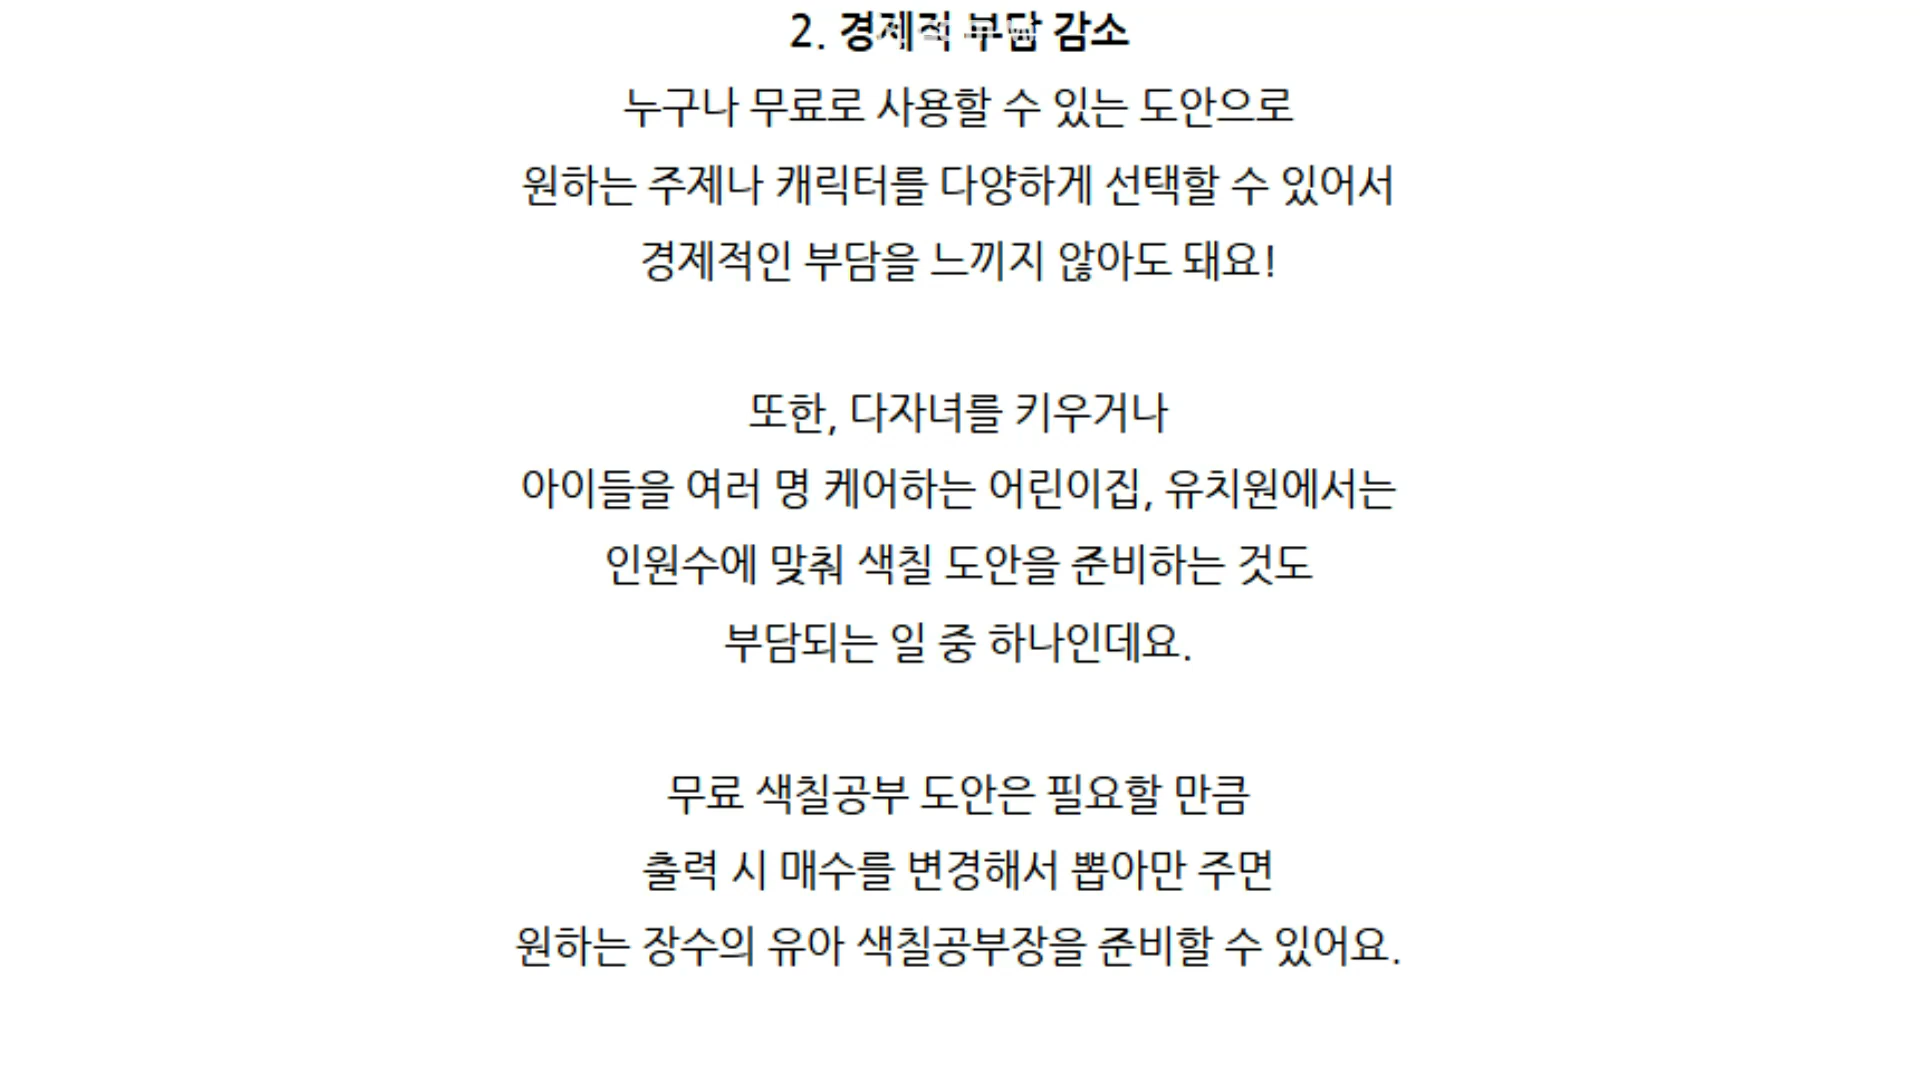 2. 경제적 부담 감소
누구나 무료로 사용할 수 있는 도안으로
원하는 주제나 캐릭터를 다양하게 선택할 수 있어서
경제적인 부담을 느끼지 않아도 돼요!
또한, 다자녀를 키우거나
아이들을 여러 명 케어하는 어린이집, 유치원에서는
인원수에 맞춰 색칠 도안을 준비하는 것도
부담되는 일 중 하나인데요.
무료 색칠공부 도안은 필요할 만큼
출력 시 매수를 변경해서 뽑아만 주면
원하는 장수의 유아 색칠공부장을 준비할 수 있어요.